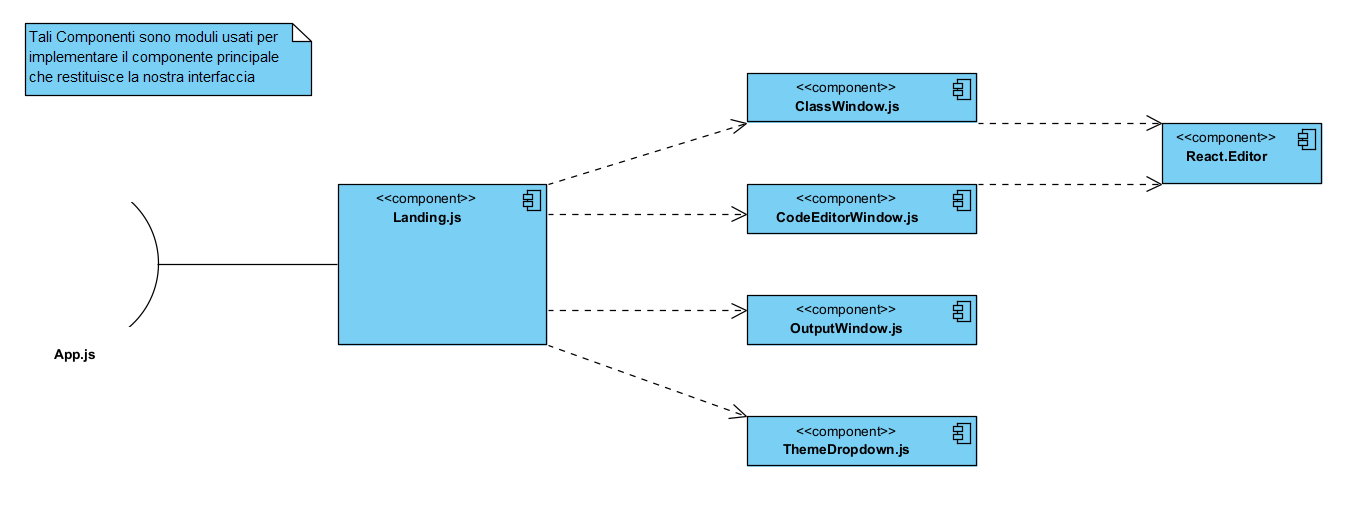 Tali Componenti sono moduli usati per
implementare il componente principale
che restituisce la nostra interfaccia
<<component>>
ClassWindow.js
<<component>>
React.Editor
<<component>>
Landing.js
<<component>>
CodeEditorWindow.js
<<component>>
OutputWindow.js
App.js
<<component>>
ThemeDropdown.js